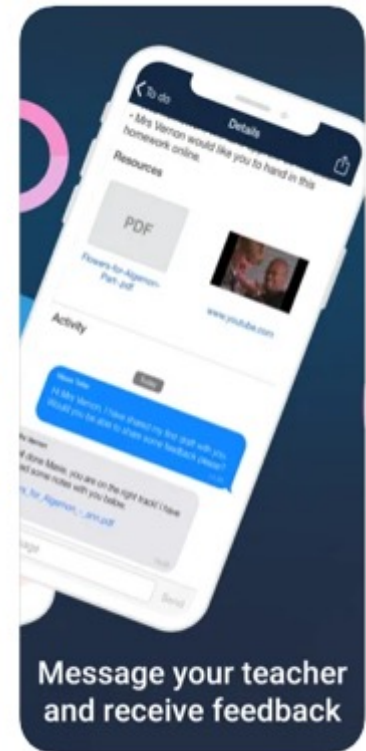 To do
Details
• Mrs Vernon would like you to hand in this
homework online.
Resources
PDF
Flowers-for-Algernon-
Part-.pdf
www.youtube.com
Activity
Today
Hi Mrs Vernon, I have shared my first draft with you.
Would you be able to share some feedback please?
Vernon
done Maxie, you are on the right track! I have
some notes with you below.
Send
Message your teacher
and receive feedback